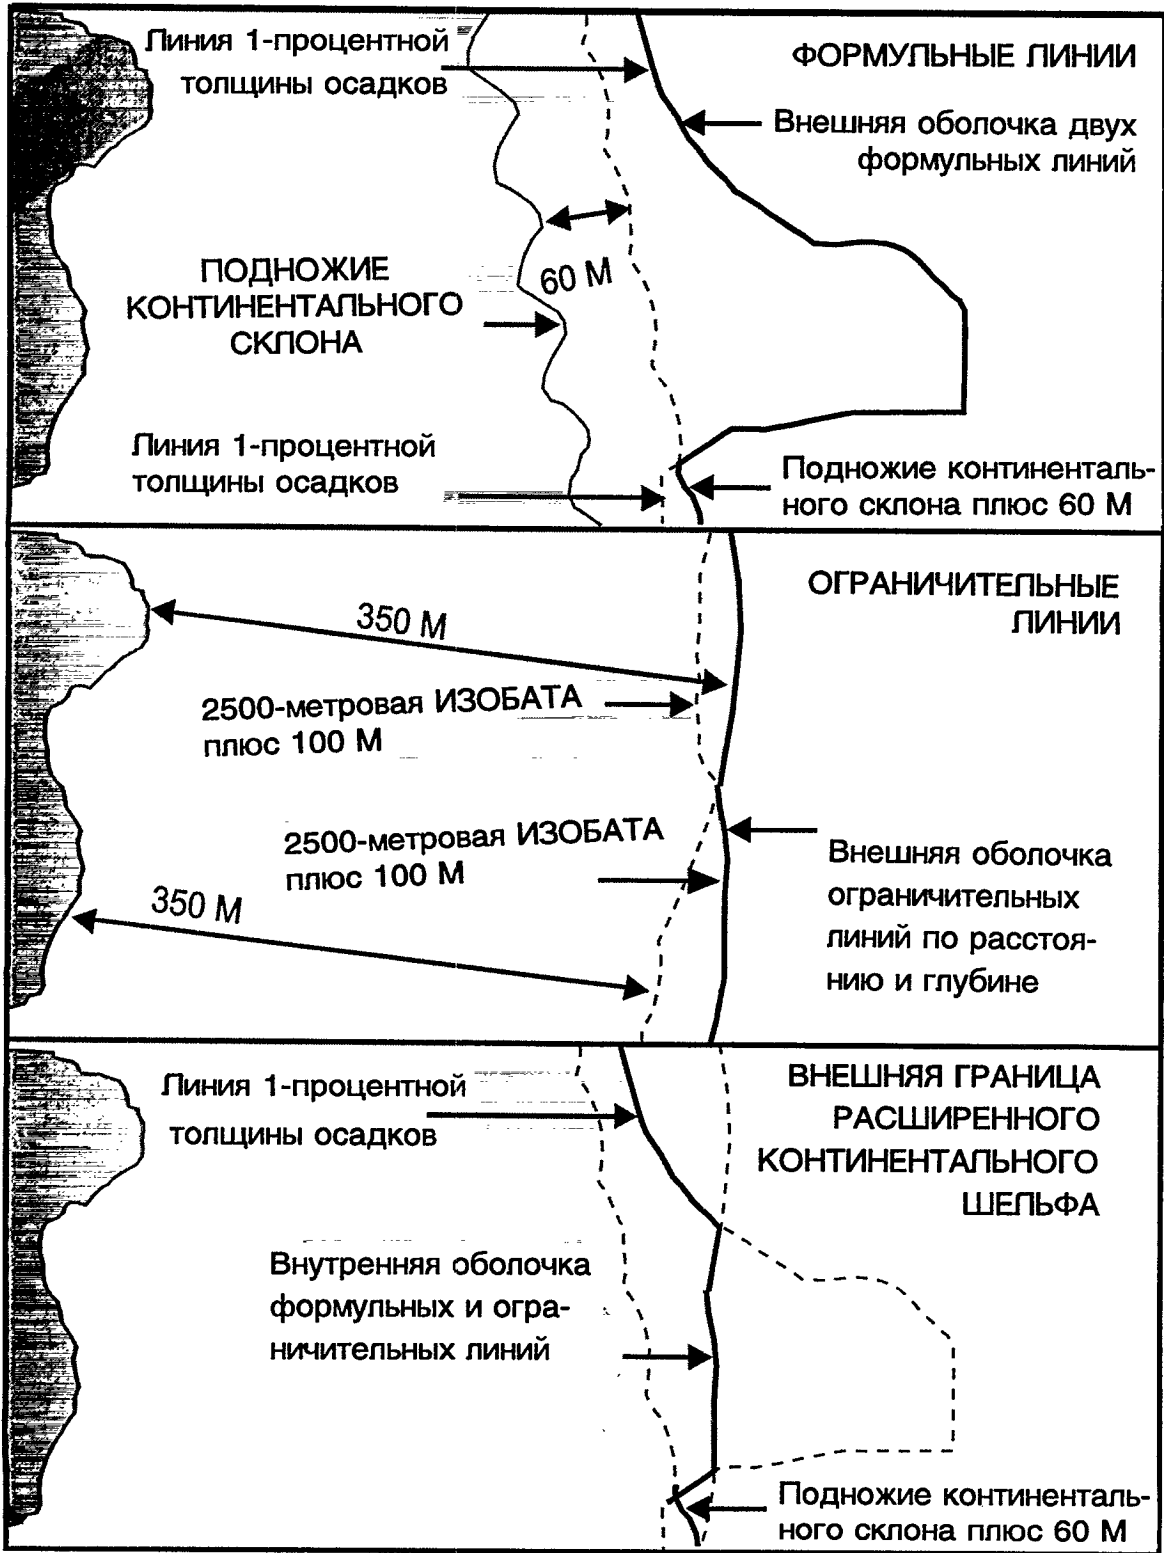 Линия 1-процентной
толщины осадков
ФОРМУЛЬНЫЕ ЛИНИИ
Внешняя оболочка двух
формульных линий
60 М
ПОДНОЖИЕ
КОНТИНЕНТАЛЬНОГО
СКЛОНА
Линия 1-процентной
толщины осадков
Подножие континенталь-
ного склона плюс 60 М
ОГРАНИЧИТЕЛЬНЫЕ
ЛИНИИ
350 М
2500-метровая ИЗОБАТА
плюс 100 М
2500-метровая ИЗОБАТА
плюс 100 М
Внешняя оболочка
ограничительных
линий по расстоя-
нию и глубине
350 М
Линия 1-процентной
толщины осадков
ВНЕШНЯЯ ГРАНИЦА
РАСШИРЕННОГО
КОНТИНЕНТАЛЬНОГО
ШЕЛЬФА
Внутренняя оболочка
формульных и огра-
ничительных линий
Подножие континенталь-
ного склона плюс 60 М